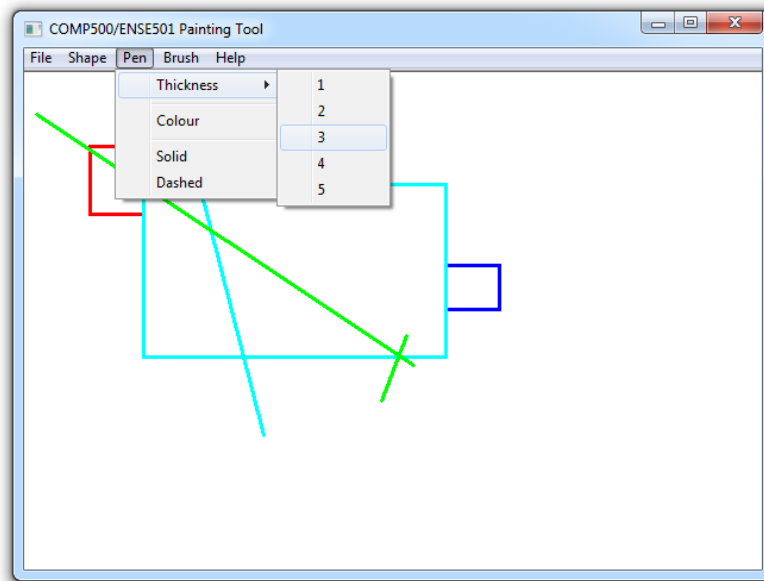 COMP500/ENSE501 Painting Tool
File Shape Pen Brush Help
Thickness
Colour
Solid
Dashed
1
2
3
4
5